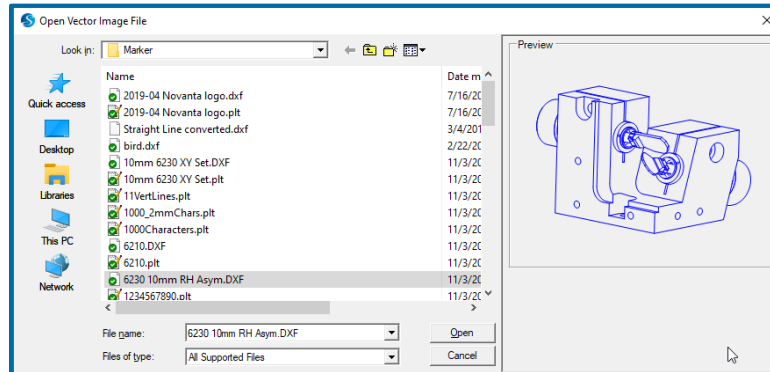 Open Vector Image File
Look in: Marker
Preview
Quick access
Desktop
Libraries
This PC
Network
Name Date m
2019-04 Novanta logo.dxf 7/16/20
2019-04 Novanta logo.plt 7/16/20
Straight Line converted.dxf 3/4/201
bird.dxf 2/22/20
10mm 6230 XY Set.DXF 11/3/20
10mm 6230 XY Set.plt 11/3/20
11VertLines.plt 11/3/20
1000_2mmChars.plt 11/3/20
1000Characters.plt 11/3/20
6210.DXF 11/3/20
6210.plt 11/3/20
6230 10mm RH Asym.DXF 11/3/20
1234567890.plt 11/3/20
File name: 6230 10mm RH Asym.DXF Open
Files of type: All Supported Files Cancel